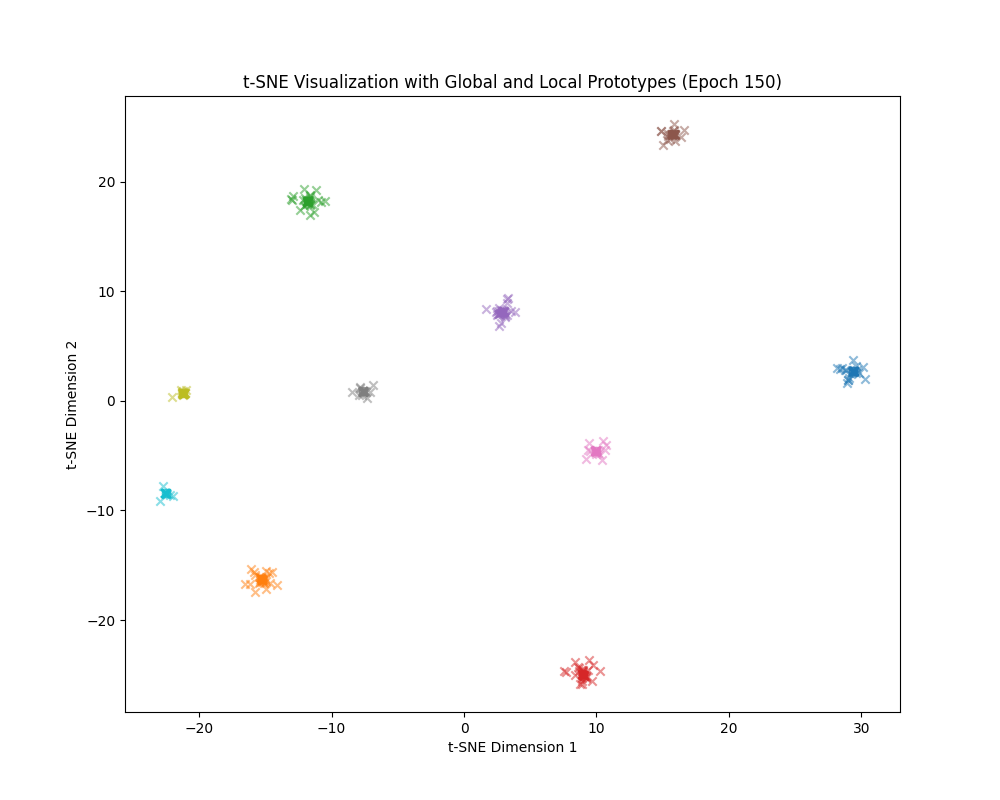 t-SNE Visualization with Global and Local Prototypes (Epoch 150)
t-SNE Dimension 2
20
10
0
−10
−20
−20 −10 0 10 20 30
t-SNE Dimension 1